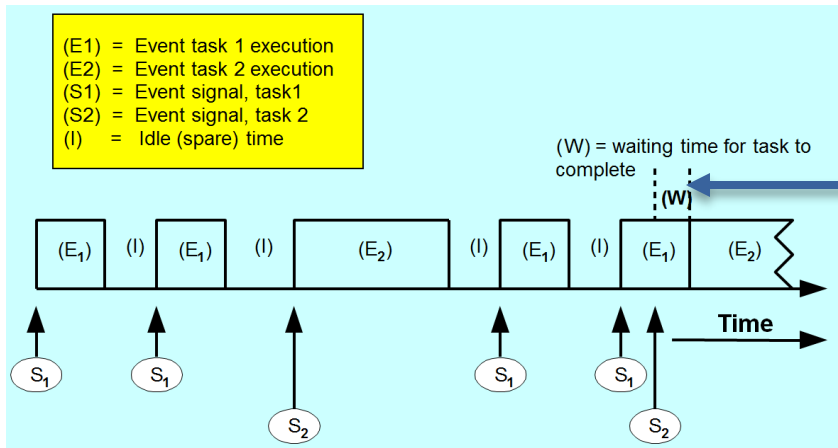 (E1) = Event task 1 execution
(E2) = Event task 2 execution
(S1) = Event signal, task1
(S2) = Event signal, task 2
(I) = Idle (spare) time
(W) = waiting time for task to
complete
(W)
(E1) (I) (E1) (I) (E2) (I) (E1) (I) (E1) (E2)
Time
S1 S1 S1 S1
S2 S2